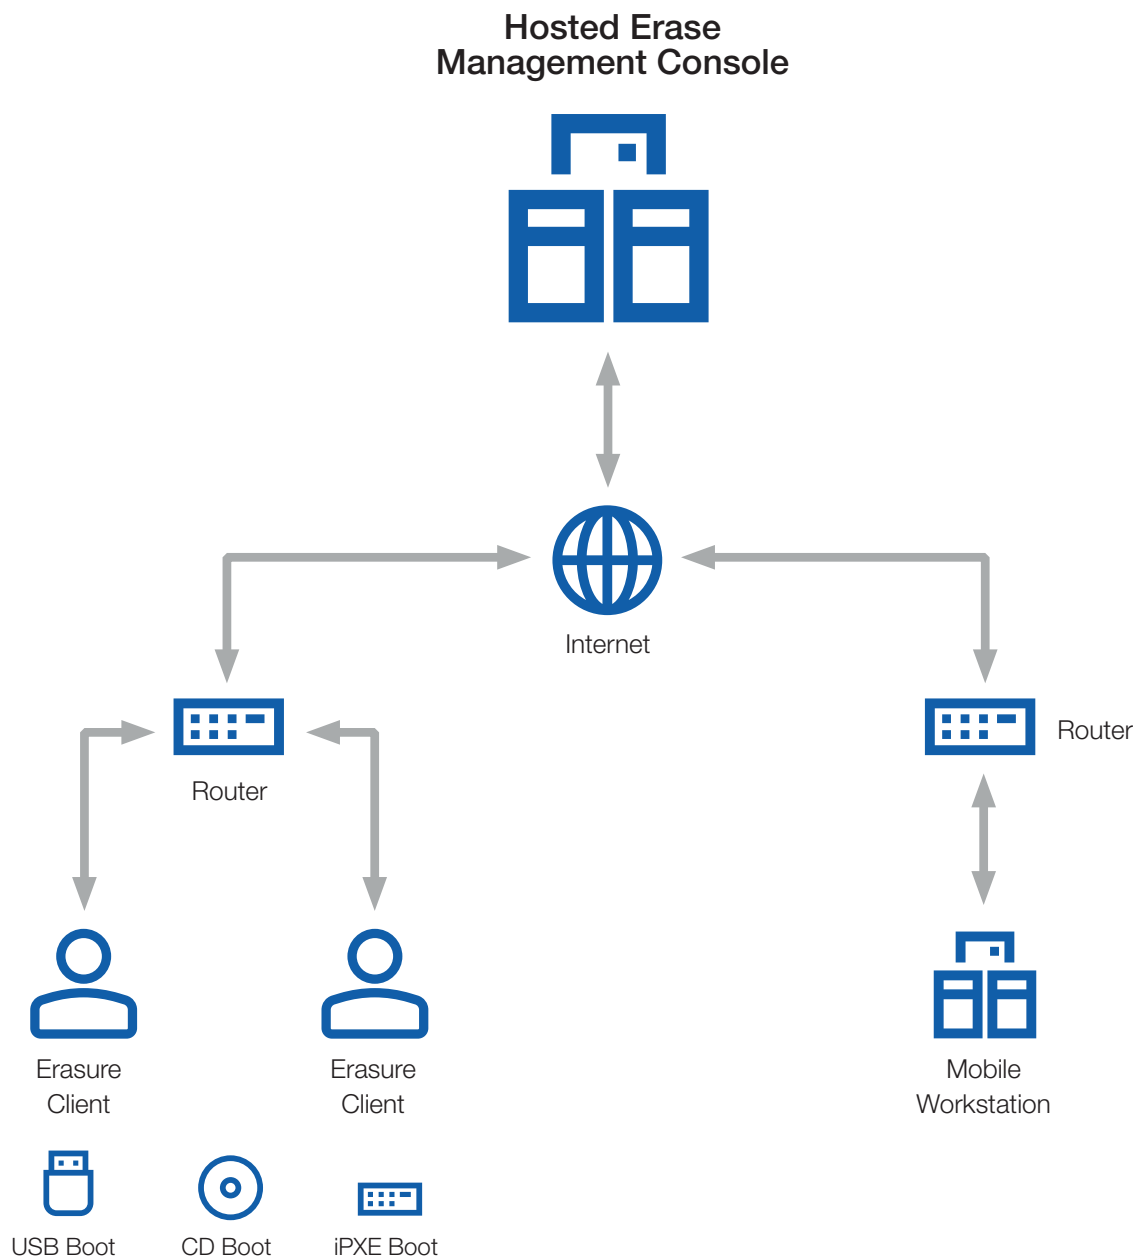 Hosted Erase
Management Console
Internet
Router
Router
Erasure
Client
Erasure
Client
Mobile
Workstation
USB Boot
CD Boot
iPXE Boot